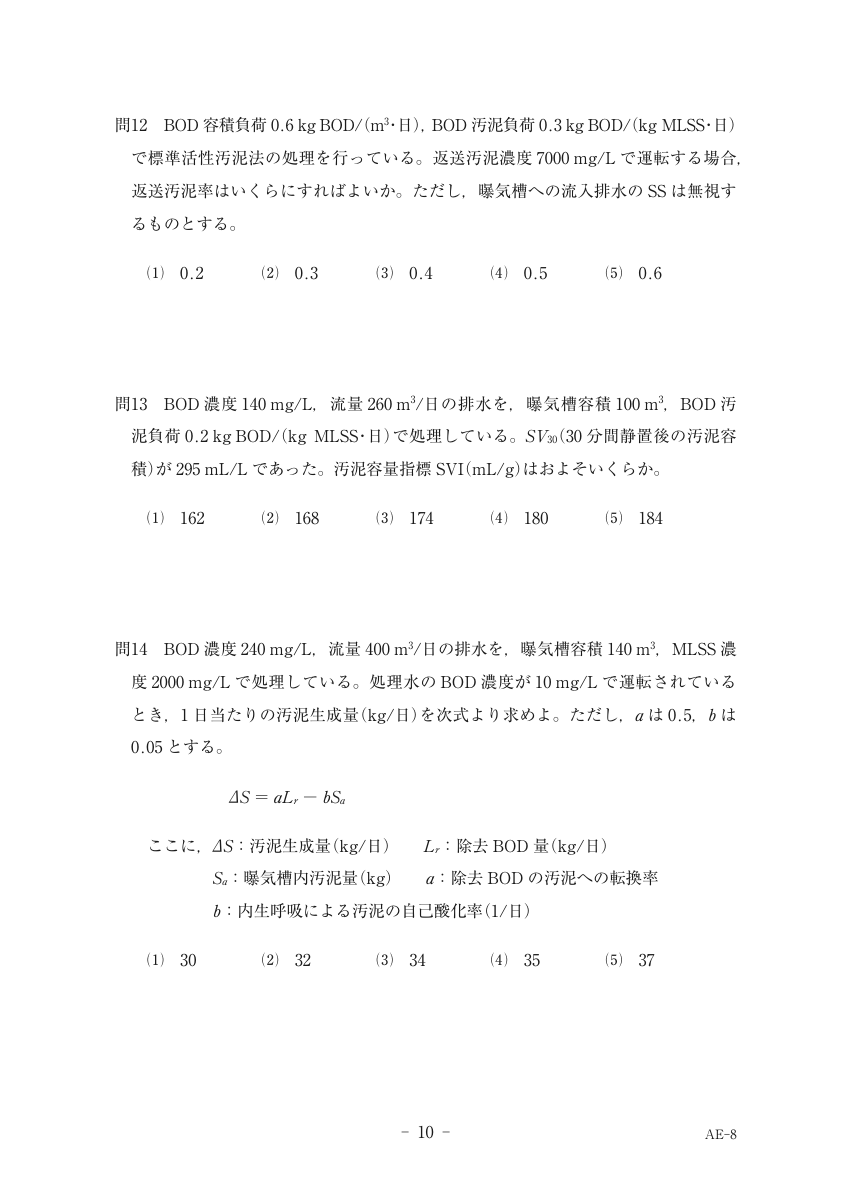 問12　BOD 容積負荷 0.6 kg BOD/(m³・日)，BOD 汚泥負荷 0.3 kg BOD/(kg MLSS・日)
で標準活性汚泥法の処理を行っている。返送汚泥濃度 7000 mg/L で運転する場合，
返送汚泥率はいくらにすればよいか。ただし，曝気槽への流入排水の SS は無視す
るものとする。
(1)　0.2　　(2)　0.3　　(3)　0.4　　(4)　0.5　　(5)　0.6
問13　BOD 濃度 140 mg/L，流量 260 m³/日の排水を，曝気槽容積 100 m³，BOD 汚
泥負荷 0.2 kg BOD/(kg MLSS・日)で処理している。SV₃₀(30 分間静置後の汚泥容
積)が 295 mL/L であった。汚泥容量指標 SVI(mL/g)はおよそいくらか。
(1)　162　　(2)　168　　(3)　174　　(4)　180　　(5)　184
問14　BOD 濃度 240 mg/L，流量 400 m³/日の排水を，曝気槽容積 140 m³，MLSS 濃
度 2000 mg/L で処理している。処理水の BOD 濃度が 10 mg/L で運転されている
とき，1 日当たりの汚泥生成量(kg/日)を次式より求めよ。ただし，a は 0.5，b は
0.05 とする。
ΔS = aLᵣ − bSₐ
ここに，ΔS：汚泥生成量(kg/日)　　Lᵣ：除去 BOD 量(kg/日)
Sₐ：曝気槽内汚泥量(kg)　　a：除去 BOD の汚泥への転換率
b：内生呼吸による汚泥の自己酸化率(1/日)
(1)　30　　(2)　32　　(3)　34　　(4)　35　　(5)　37
- 10 -
AE-8